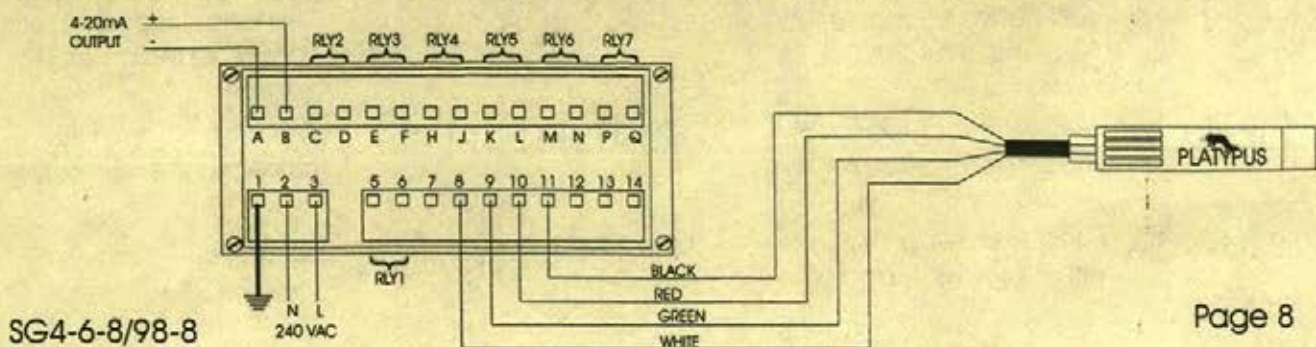 4-20mA +
OUTPUT -
RLY2 RLY3 RLY4 RLY5 RLY6 RLY7
A B C D E F H J K L M N P Q
PLATYPUS
1 2 3 5 6 7 8 9 10 11 12 13 14
RLY1
BLACK
RED
GREEN
WHITE
N L
240 VAC
SG4-6-8/98-8
Page 8